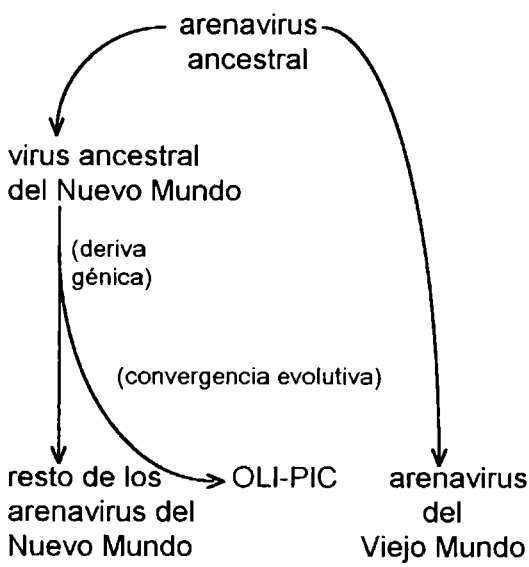 arenavirus
ancestral
virus ancestral
del Nuevo Mundo
(deriva
génica)
(convergencia evolutiva)
resto de los
arenavirus del
Nuevo Mundo
OLI-PIC
arenavirus
del
Viejo Mundo